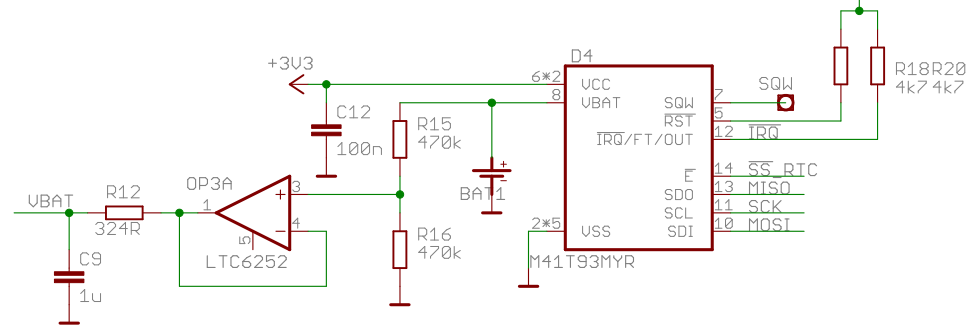 D4
+3V3
6*2
VCC
8
VBAT
SQW
7
SQW
RST
5
IRQ/FT/OUT
12
IRQ
R18
R20
4k7
4k7
C12
100n
R15
470k
BAT1
+
-
E
14
SS_RTC
SDO
13
MISO
SCL
11
SCK
SDI
10
MOSI
2*5
VSS
M41T93MYR
OP3A
3
+
4
-
1
5
LTC6252
R16
470k
VBAT
R12
324R
C9
1u